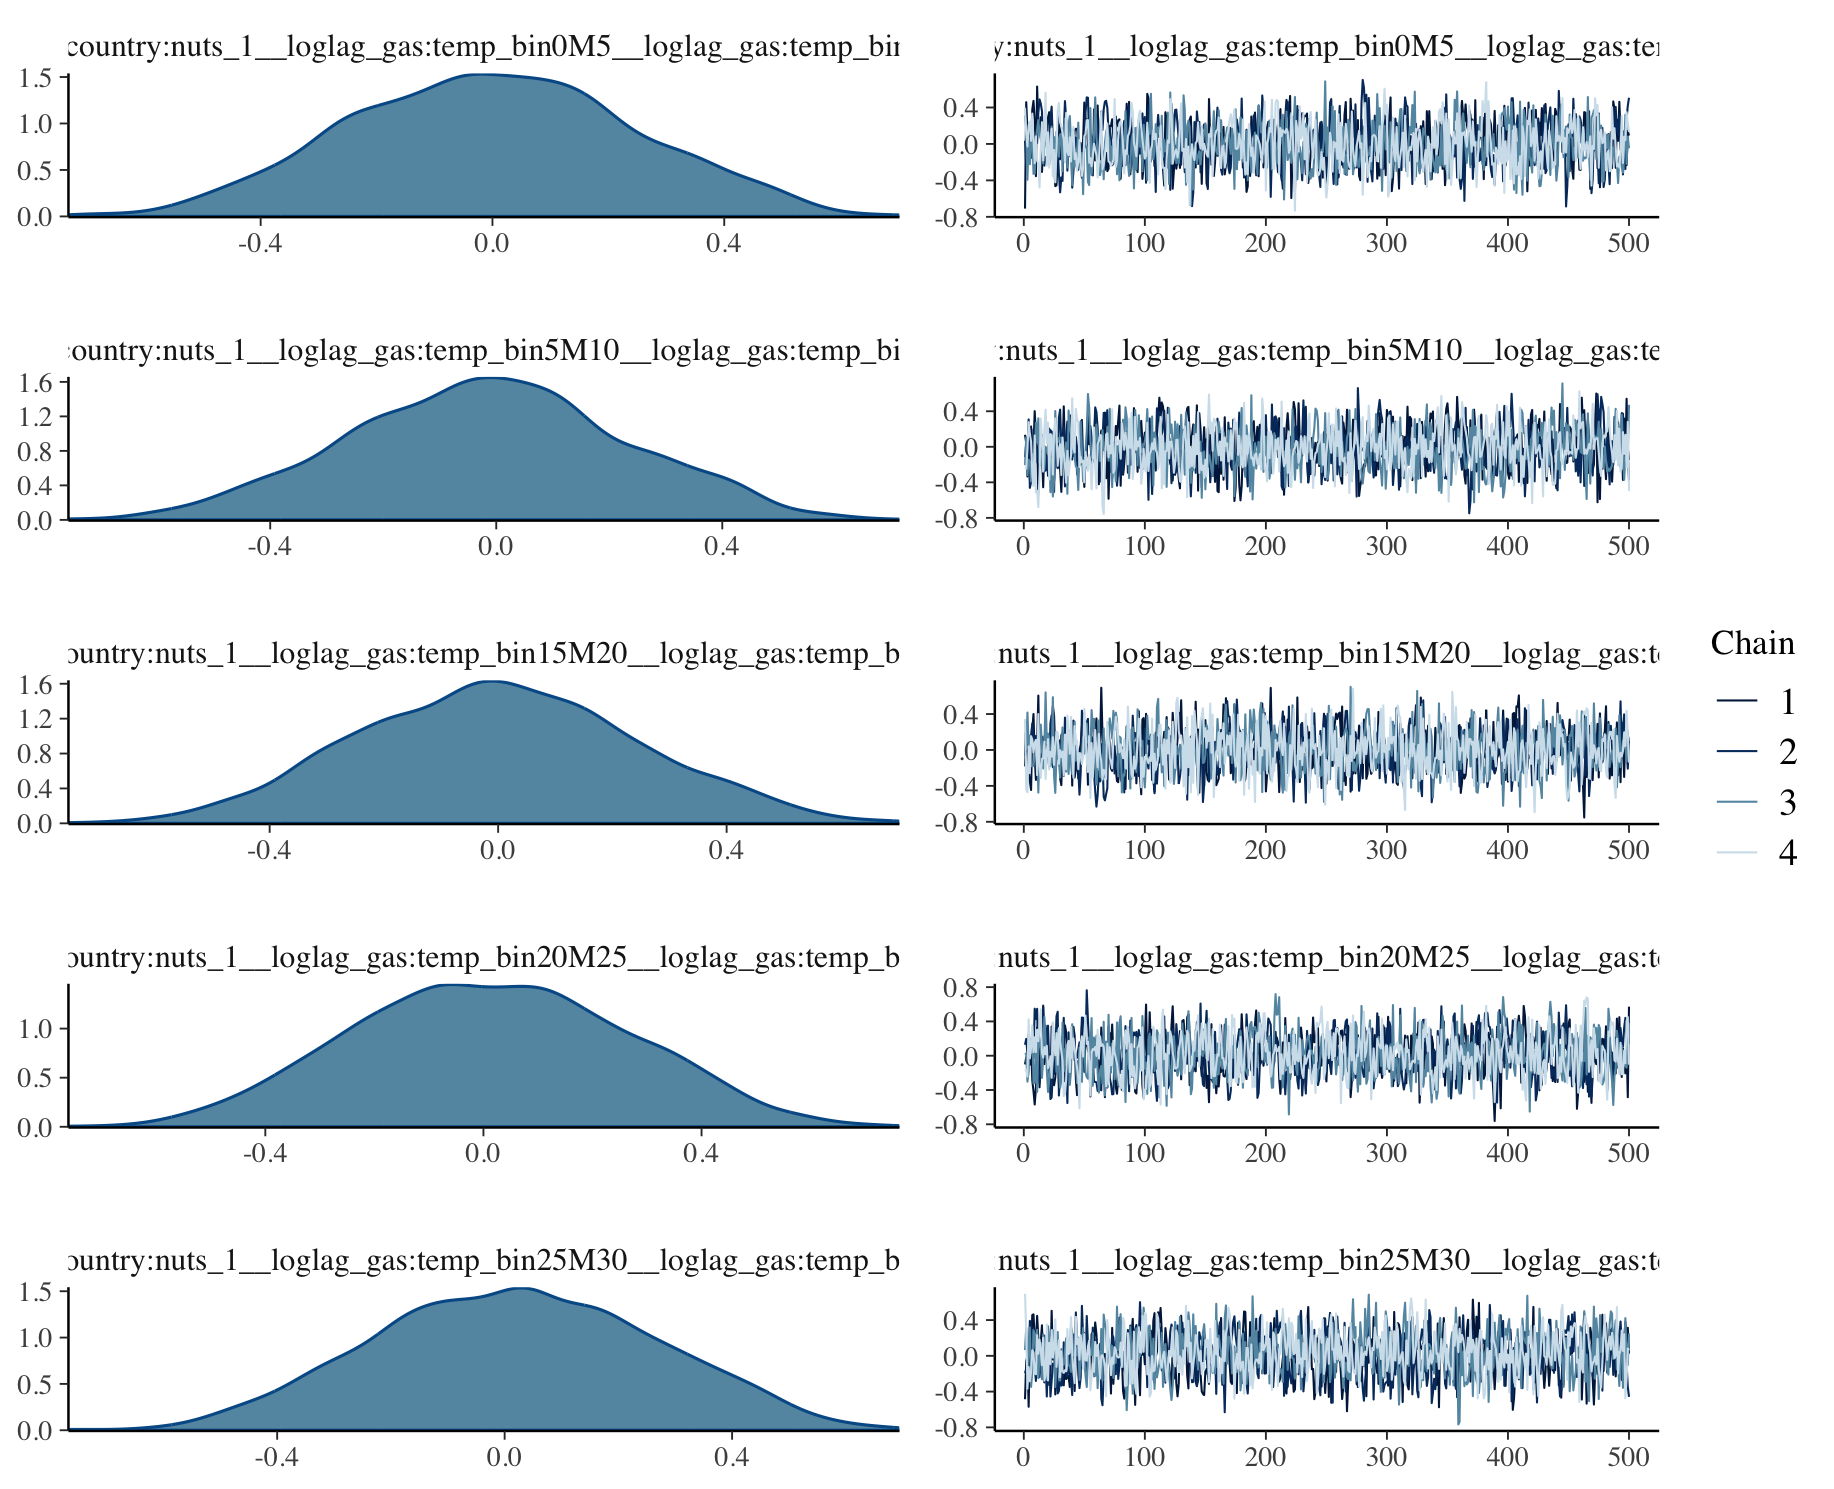 country:nuts_1__loglag_gas:temp_bin0M5__loglag_gas:temp_bin
y:nuts_1__loglag_gas:temp_bin0M5__loglag_gas:ter
1.5
1.0
0.5
0.0
-0.4 0.0 0.4
0.4
0.0
-0.4
-0.8
0 100 200 300 400 500
country:nuts_1__loglag_gas:temp_bin5M10__loglag_gas:temp_bi
:nuts_1__loglag_gas:temp_bin5M10__loglag_gas:te
1.6
1.2
0.8
0.4
0.0
-0.4 0.0 0.4
0.4
0.0
-0.4
-0.8
0 100 200 300 400 500
ountry:nuts_1__loglag_gas:temp_bin15M20__loglag_gas:temp_b
nuts_1__loglag_gas:temp_bin15M20__loglag_gas:t
1.6
1.2
0.8
0.4
0.0
-0.4 0.0 0.4
0.4
0.0
-0.4
-0.8
0 100 200 300 400 500
Chain
1
2
3
4
ountry:nuts_1__loglag_gas:temp_bin20M25__loglag_gas:temp_b
nuts_1__loglag_gas:temp_bin20M25__loglag_gas:t
1.0
0.5
0.0
-0.4 0.0 0.4
0.8
0.4
0.0
-0.4
-0.8
0 100 200 300 400 500
ountry:nuts_1__loglag_gas:temp_bin25M30__loglag_gas:temp_b
nuts_1__loglag_gas:temp_bin25M30__loglag_gas:t
1.5
1.0
0.5
0.0
-0.4 0.0 0.4
0.4
0.0
-0.4
-0.8
0 100 200 300 400 500